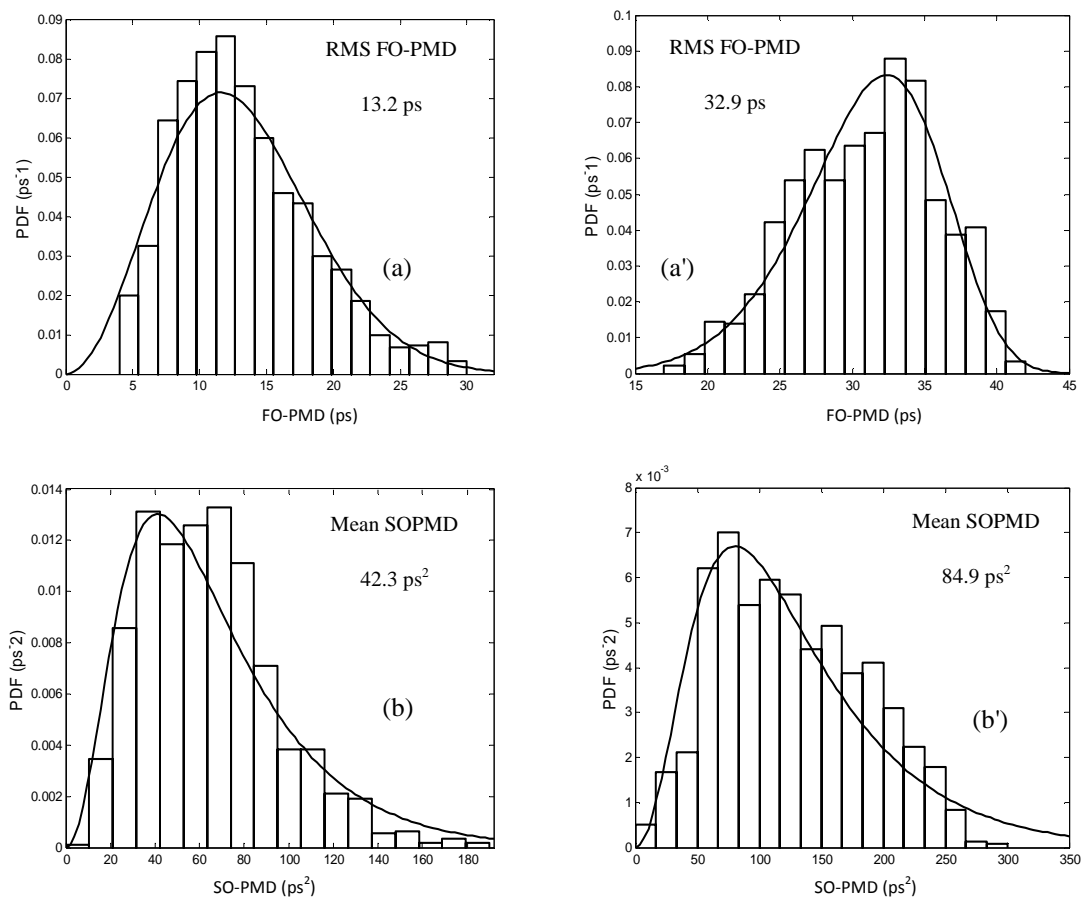 0.09
0.08
0.07
0.06
0.05
0.04
0.03
0.02
0.01
0
PDF (ps-1)
RMS FO-PMD
13.2 ps
(a)
0 5 10 15 20 25 30
FO-PMD (ps)
0.1
0.09
0.08
0.07
0.06
0.05
0.04
0.03
0.02
0.01
0
PDF (ps-1)
RMS FO-PMD
32.9 ps
(a')
15 20 25 30 35 40 45
FO-PMD (ps)
0.014
0.012
0.01
0.008
0.006
0.004
0.002
0
PDF (ps-2)
Mean SOPMD
42.3 ps²
(b)
0 20 40 60 80 100 120 140 160 180
SO-PMD (ps²)
x 10⁻³
8
7
6
5
4
3
2
1
0
PDF (ps-2)
Mean SOPMD
84.9 ps²
(b')
0 50 100 150 200 250 300 350
SO-PMD (ps²)